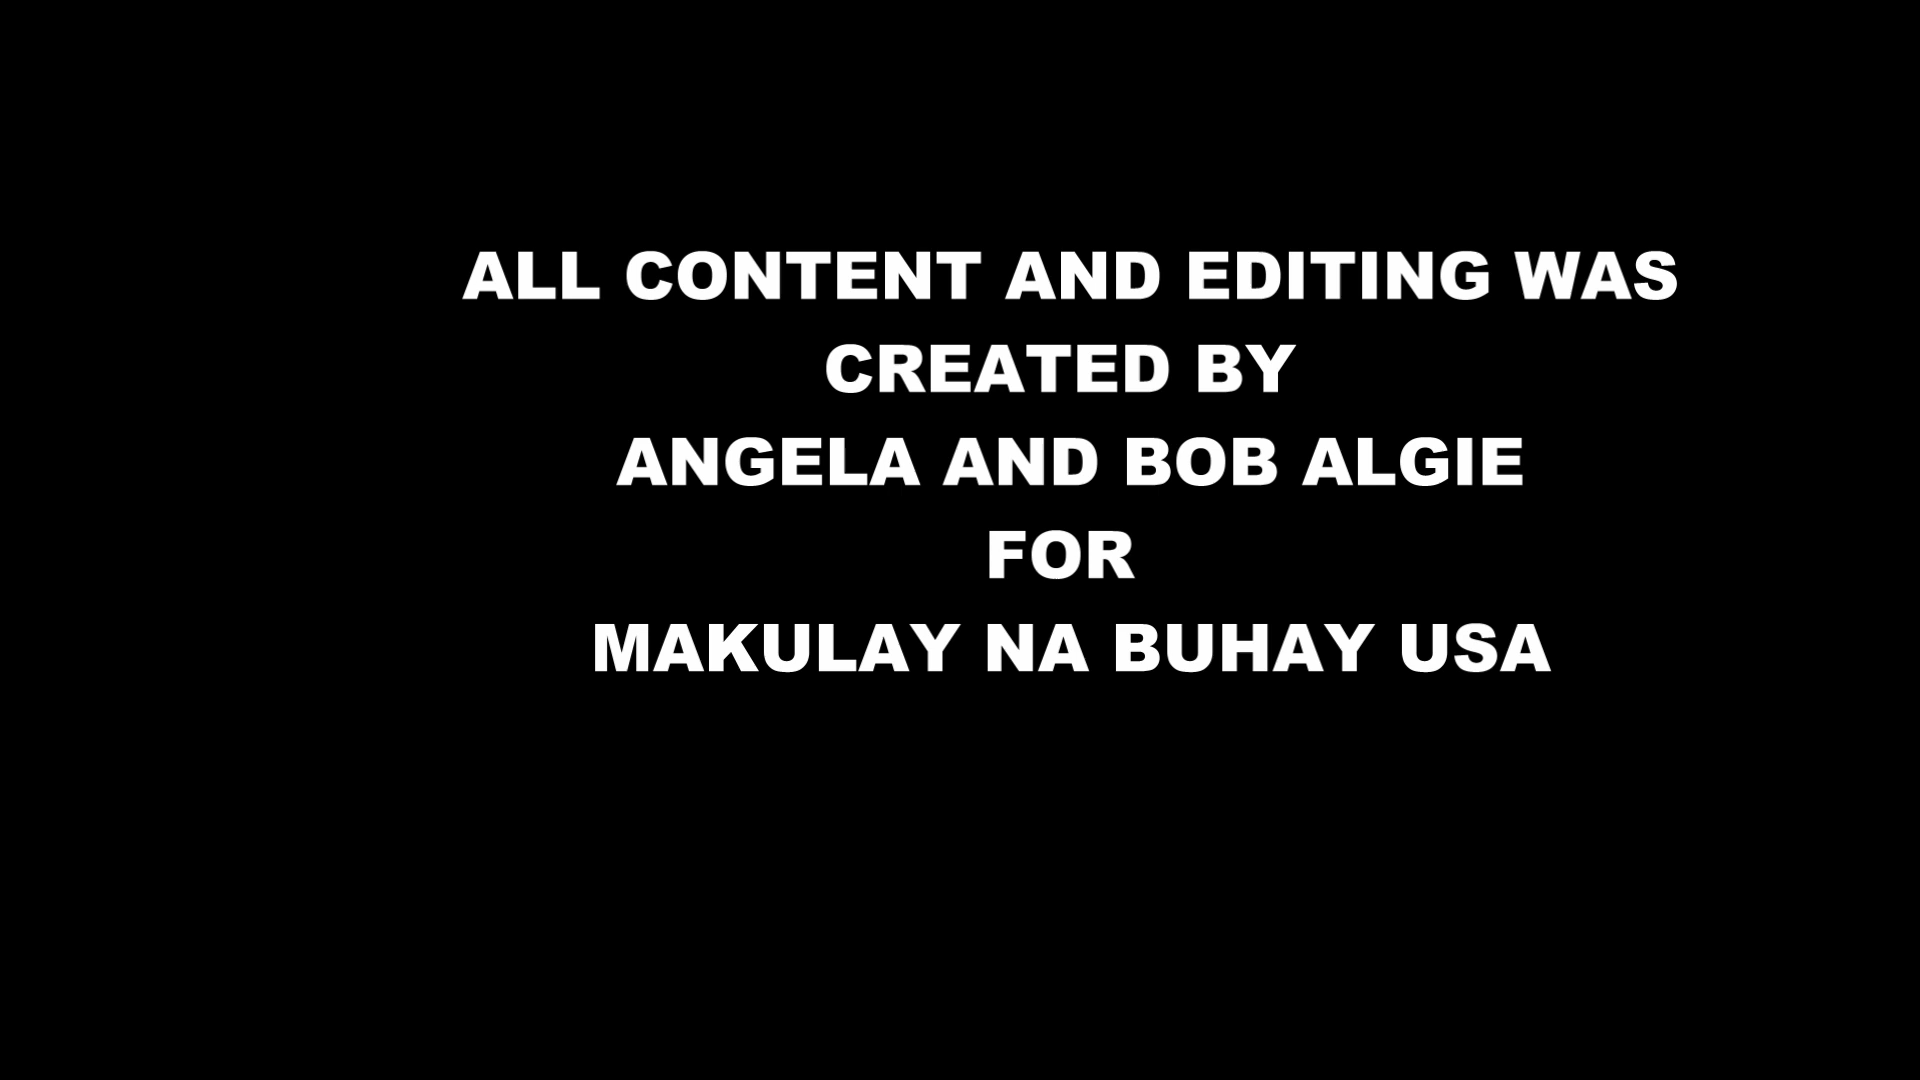 ALL CONTENT AND EDITING WAS
CREATED BY
ANGELA AND BOB ALGIE
FOR
MAKULAY NA BUHAY USA